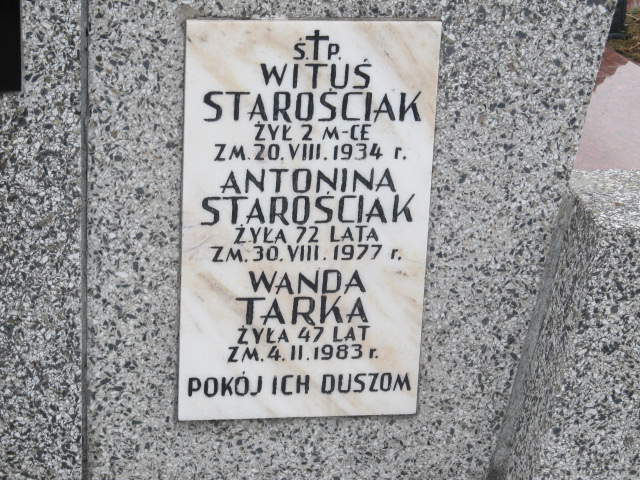 Ś.†P.
WITUŚ
STAROŚCIAK
ŻYŁ 2 M-CE
ZM. 20. VIII. 1934 r.
ANTONINA
STAROŚCIAK
ŻYŁA 72 LATA
ZM. 30. VIII. 1977 r.
WANDA
TARKA
ŻYŁA 47 LAT
ZM. 4. II. 1983 r.
POKÓJ ICH DUSZOM